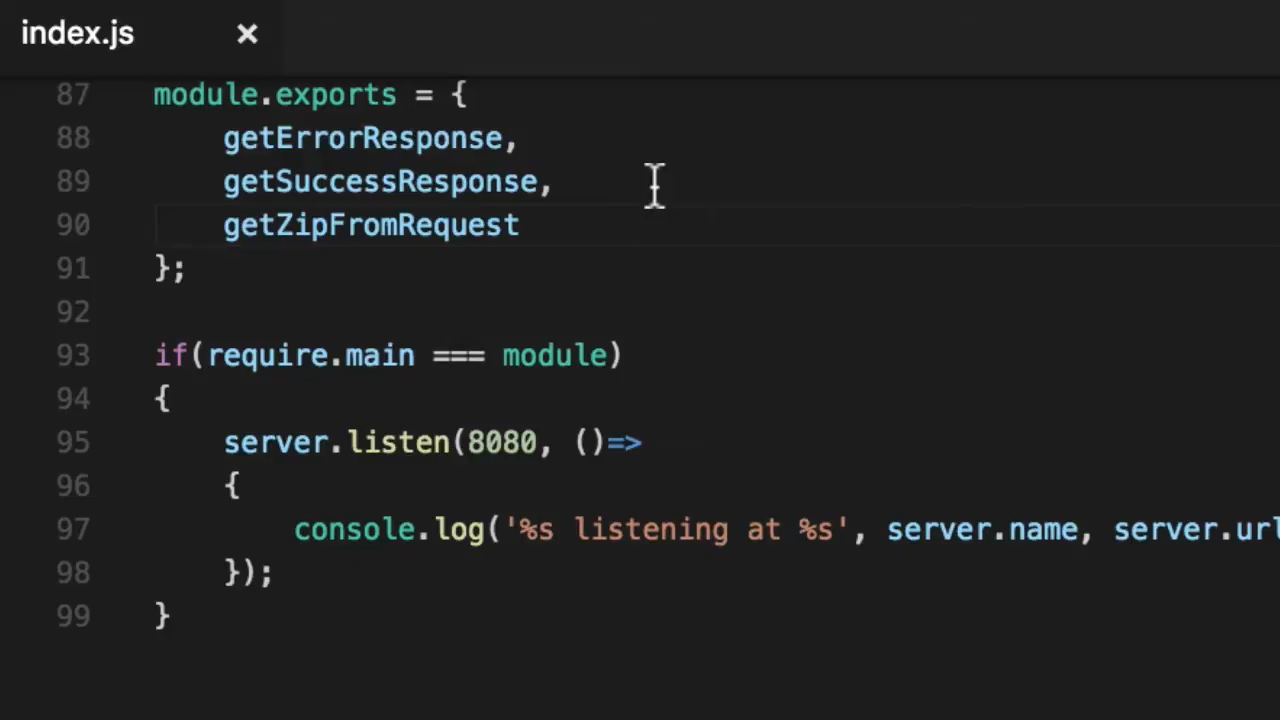 index.js ×
87 module.exports = {
88     getErrorResponse,
89     getSuccessResponse,
90     getZipFromRequest
91 };
92
93 if(require.main === module)
94 {
95     server.listen(8080, ()=>
96     {
97         console.log('%s listening at %s', server.name, server.url
98     });
99 }